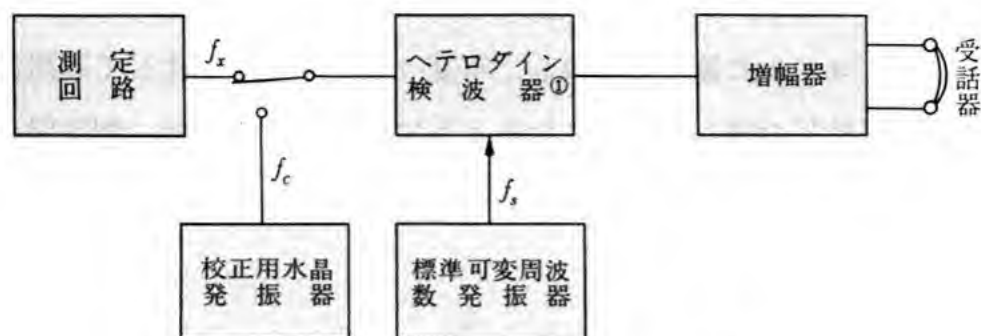 測定
回路
f_x
ヘテロダイン
検波器①
増幅器
受話器
f_c
f_s
校正用水晶
発振器
標準可変周波
数発振器